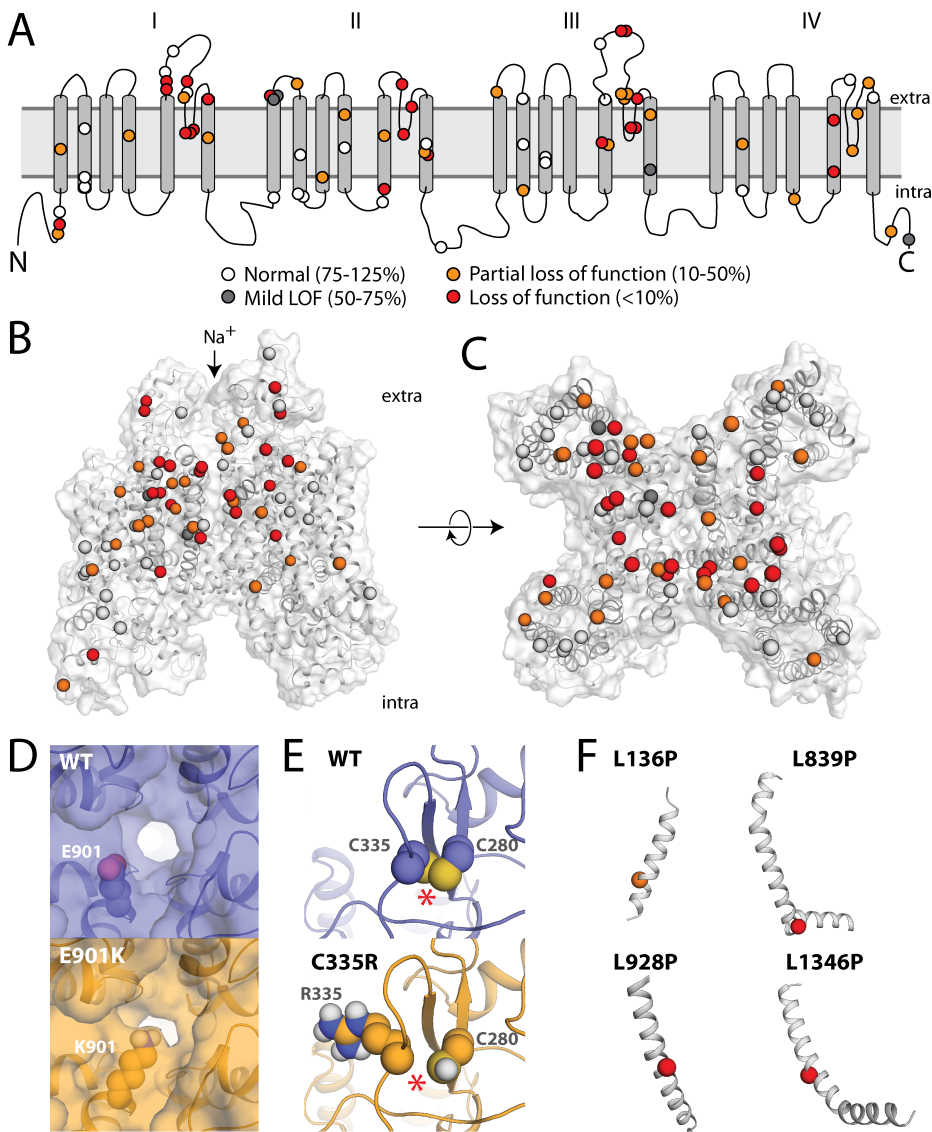 A
I II III IV
extra
intra
N
C
Normal (75-125%)
Partial loss of function (10-50%)
Mild LOF (50-75%)
Loss of function (<10%)
B
Na+
C
extra
intra
D
WT
E901
E901K
K901
E
WT
C335
C280
*
C335R
R335
C280
*
F
L136P
L839P
L928P
L1346P